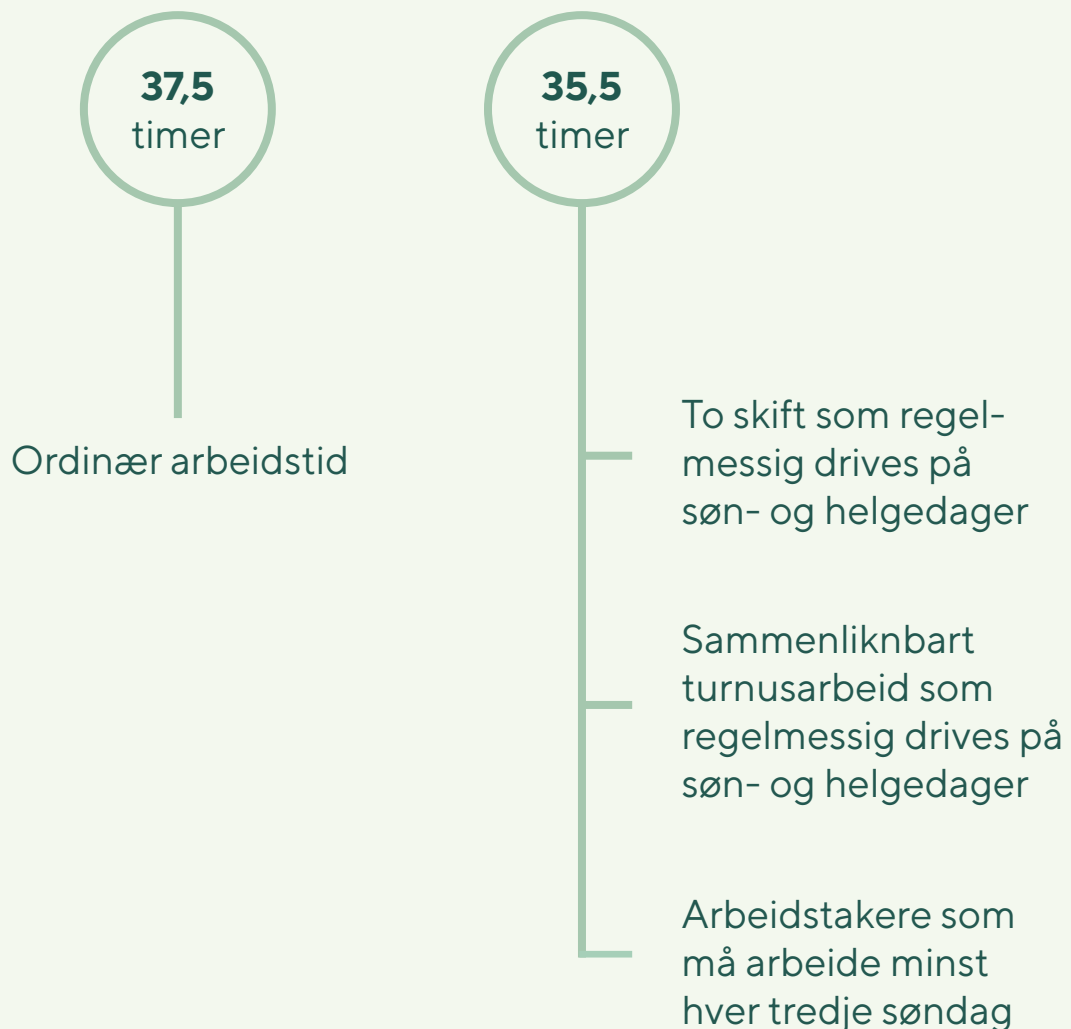 37,5
timer
Ordinær arbeidstid
35,5
timer
To skift som regel-
messig drives på
søn- og helgedager
Sammenliknbart
turnusarbeid som
regelmessig drives på
søn- og helgedager
Arbeidstakere som
må arbeide minst
hver tredje søndag